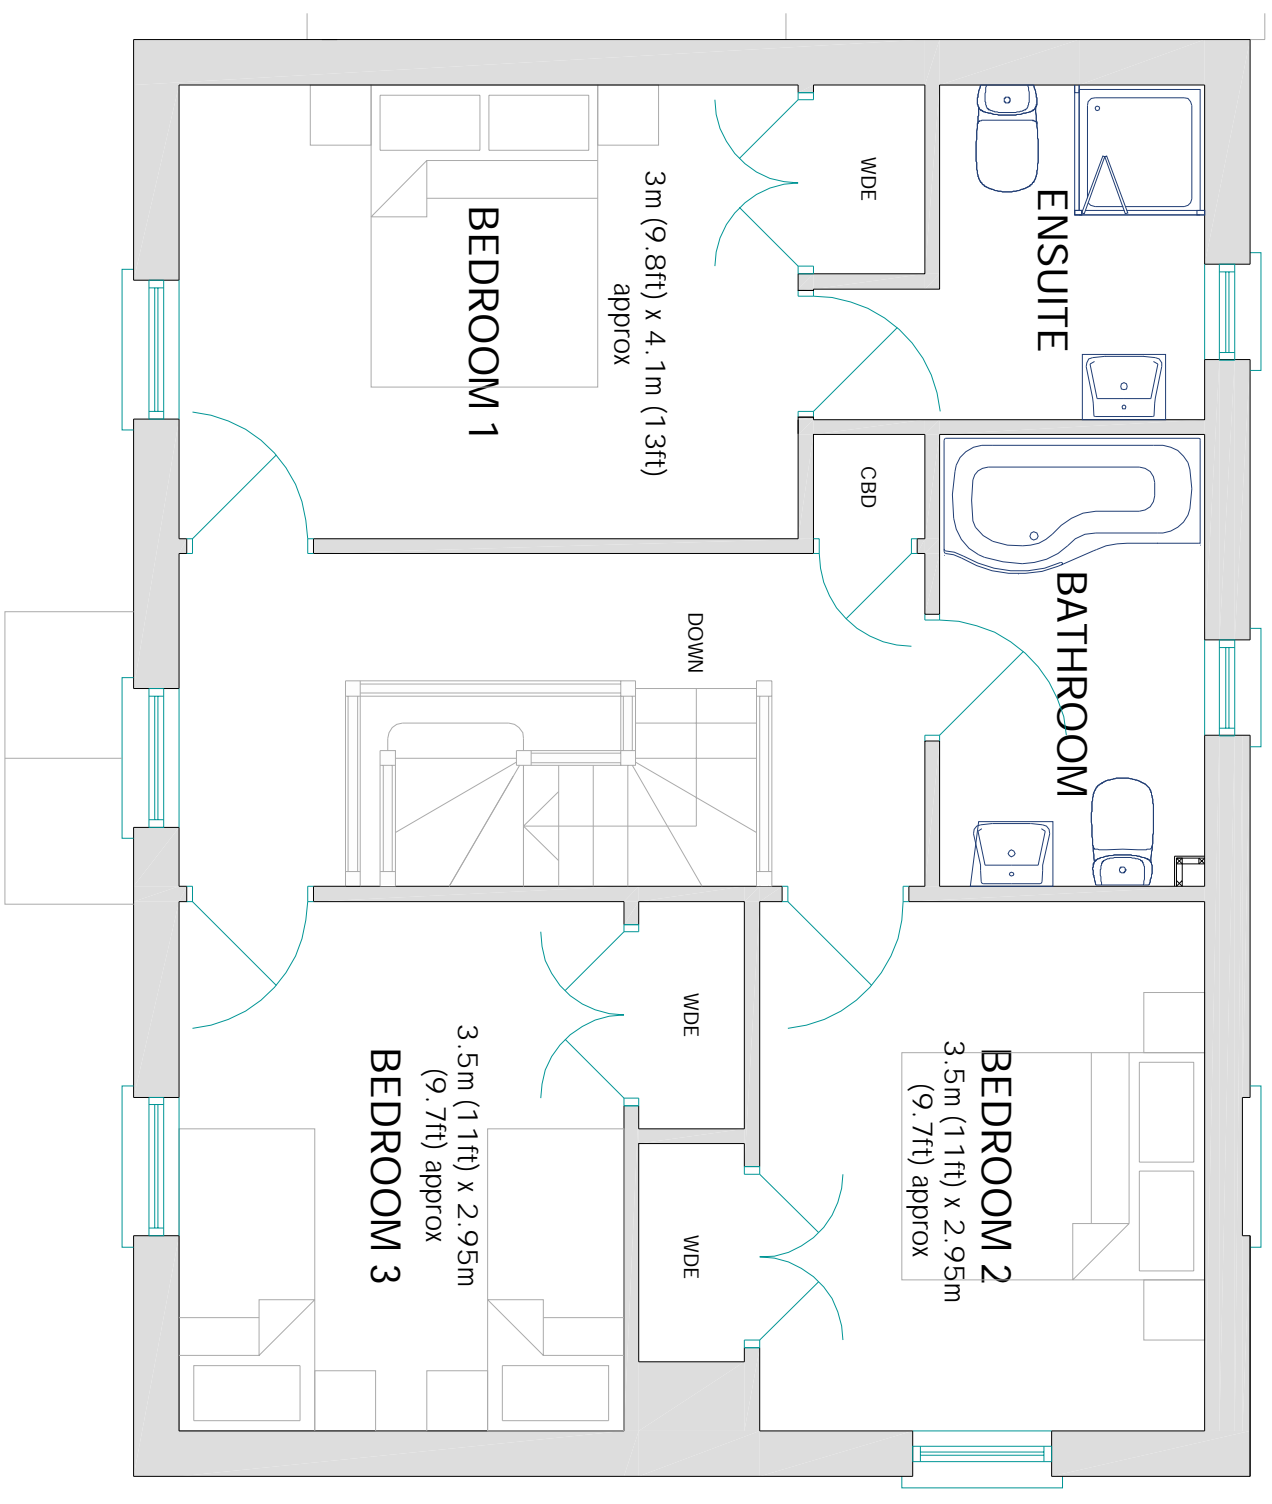 ENSUITE
WDE
3m (9.8ft) x 4.1m (13ft)
approx
BEDROOM 1
BATHROOM
CBD
DOWN
BEDROOM 2
3.5m (11ft) x 2.95m
(9.7ft) approx
WDE
WDE
3.5m (11ft) x 2.95m
(9.7ft) approx
BEDROOM 3